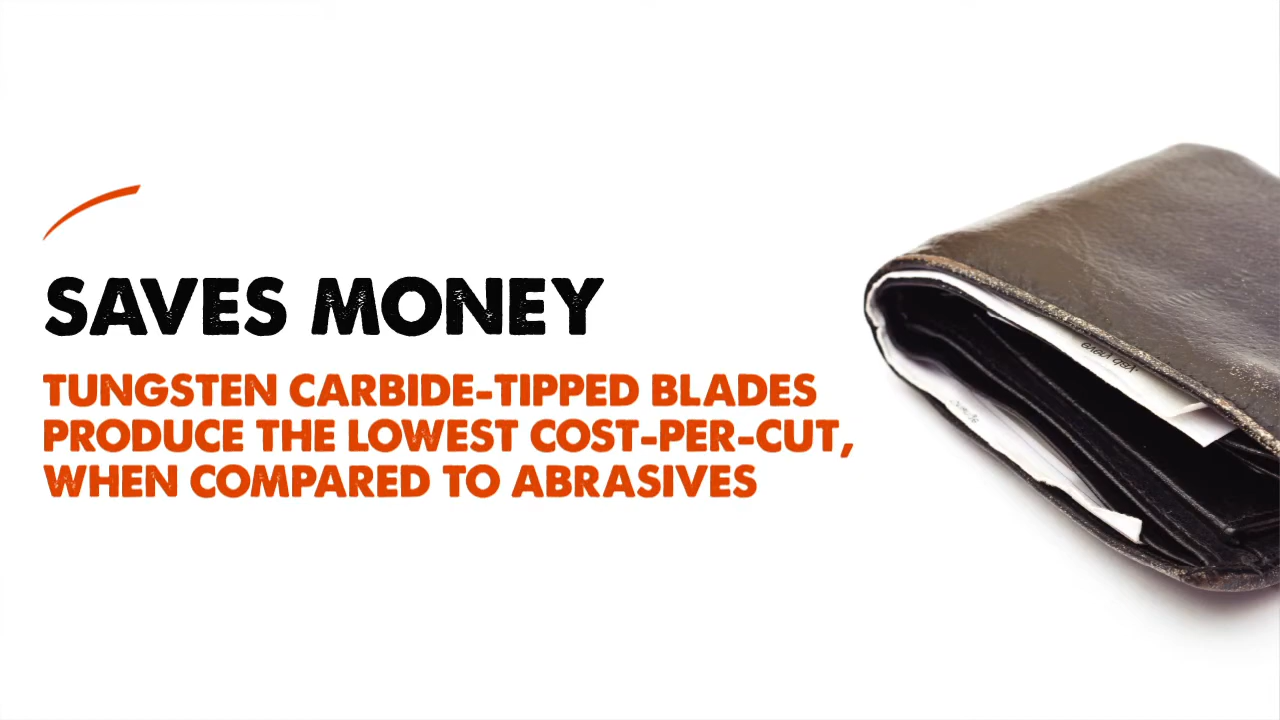 SAVES MONEY
TUNGSTEN CARBIDE-TIPPED BLADES
PRODUCE THE LOWEST COST-PER-CUT,
WHEN COMPARED TO ABRASIVES